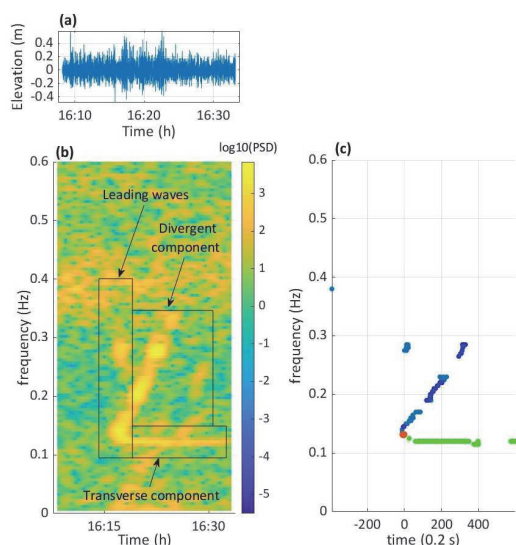 (a)
Elevation (m)
0.4
0.2
0
-0.2
-0.4
16:10
16:20
16:30
Time (h)
log10(PSD)
(b)
0.6
0.5
0.4
0.3
0.2
0.1
0
frequency (Hz)
Leading waves
Divergent
component
Transverse component
16:15
16:30
Time (h)
3
2
1
0
-1
-2
-3
-4
-5
(c)
0.6
0.5
0.4
0.3
0.2
0.1
0
frequency (Hz)
-200
0
200
400
time (0.2 s)